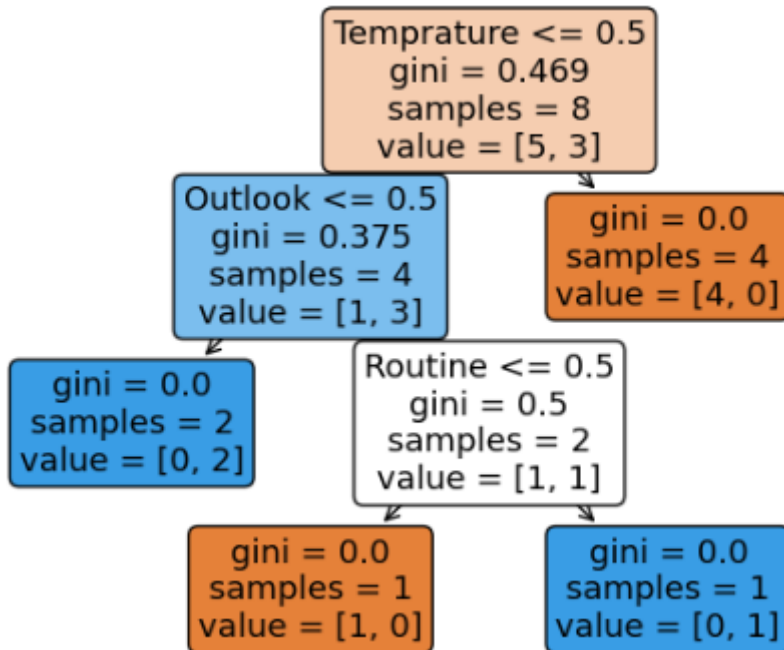 Temprature <= 0.5
gini = 0.469
samples = 8
value = [5, 3]
Outlook <= 0.5
gini = 0.375
samples = 4
value = [1, 3]
gini = 0.0
samples = 4
value = [4, 0]
gini = 0.0
samples = 2
value = [0, 2]
Routine <= 0.5
gini = 0.5
samples = 2
value = [1, 1]
gini = 0.0
samples = 1
value = [1, 0]
gini = 0.0
samples = 1
value = [0, 1]